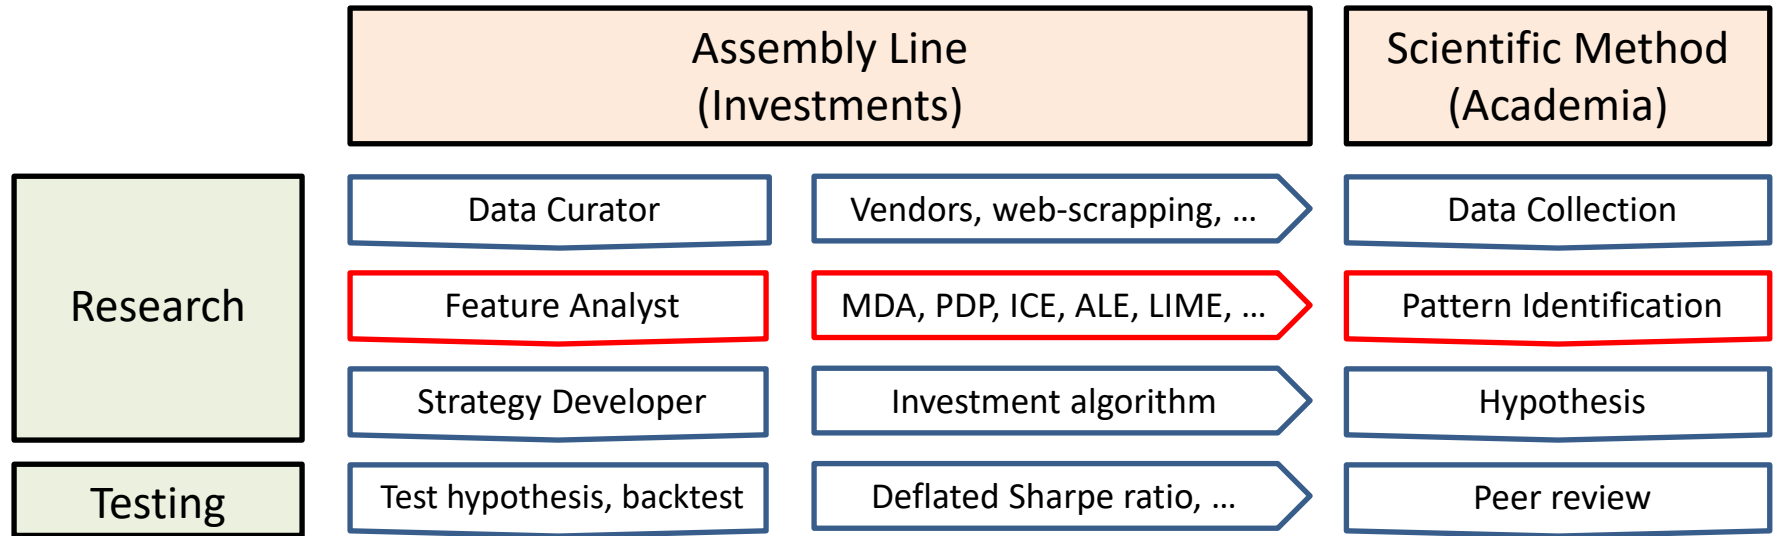 Assembly Line
(Investments)
Scientific Method
(Academia)
Research
Data Curator
Vendors, web-scrapping, ...
Data Collection
Feature Analyst
MDA, PDP, ICE, ALE, LIME, ...
Pattern Identification
Strategy Developer
Investment algorithm
Hypothesis
Testing
Test hypothesis, backtest
Deflated Sharpe ratio, ...
Peer review